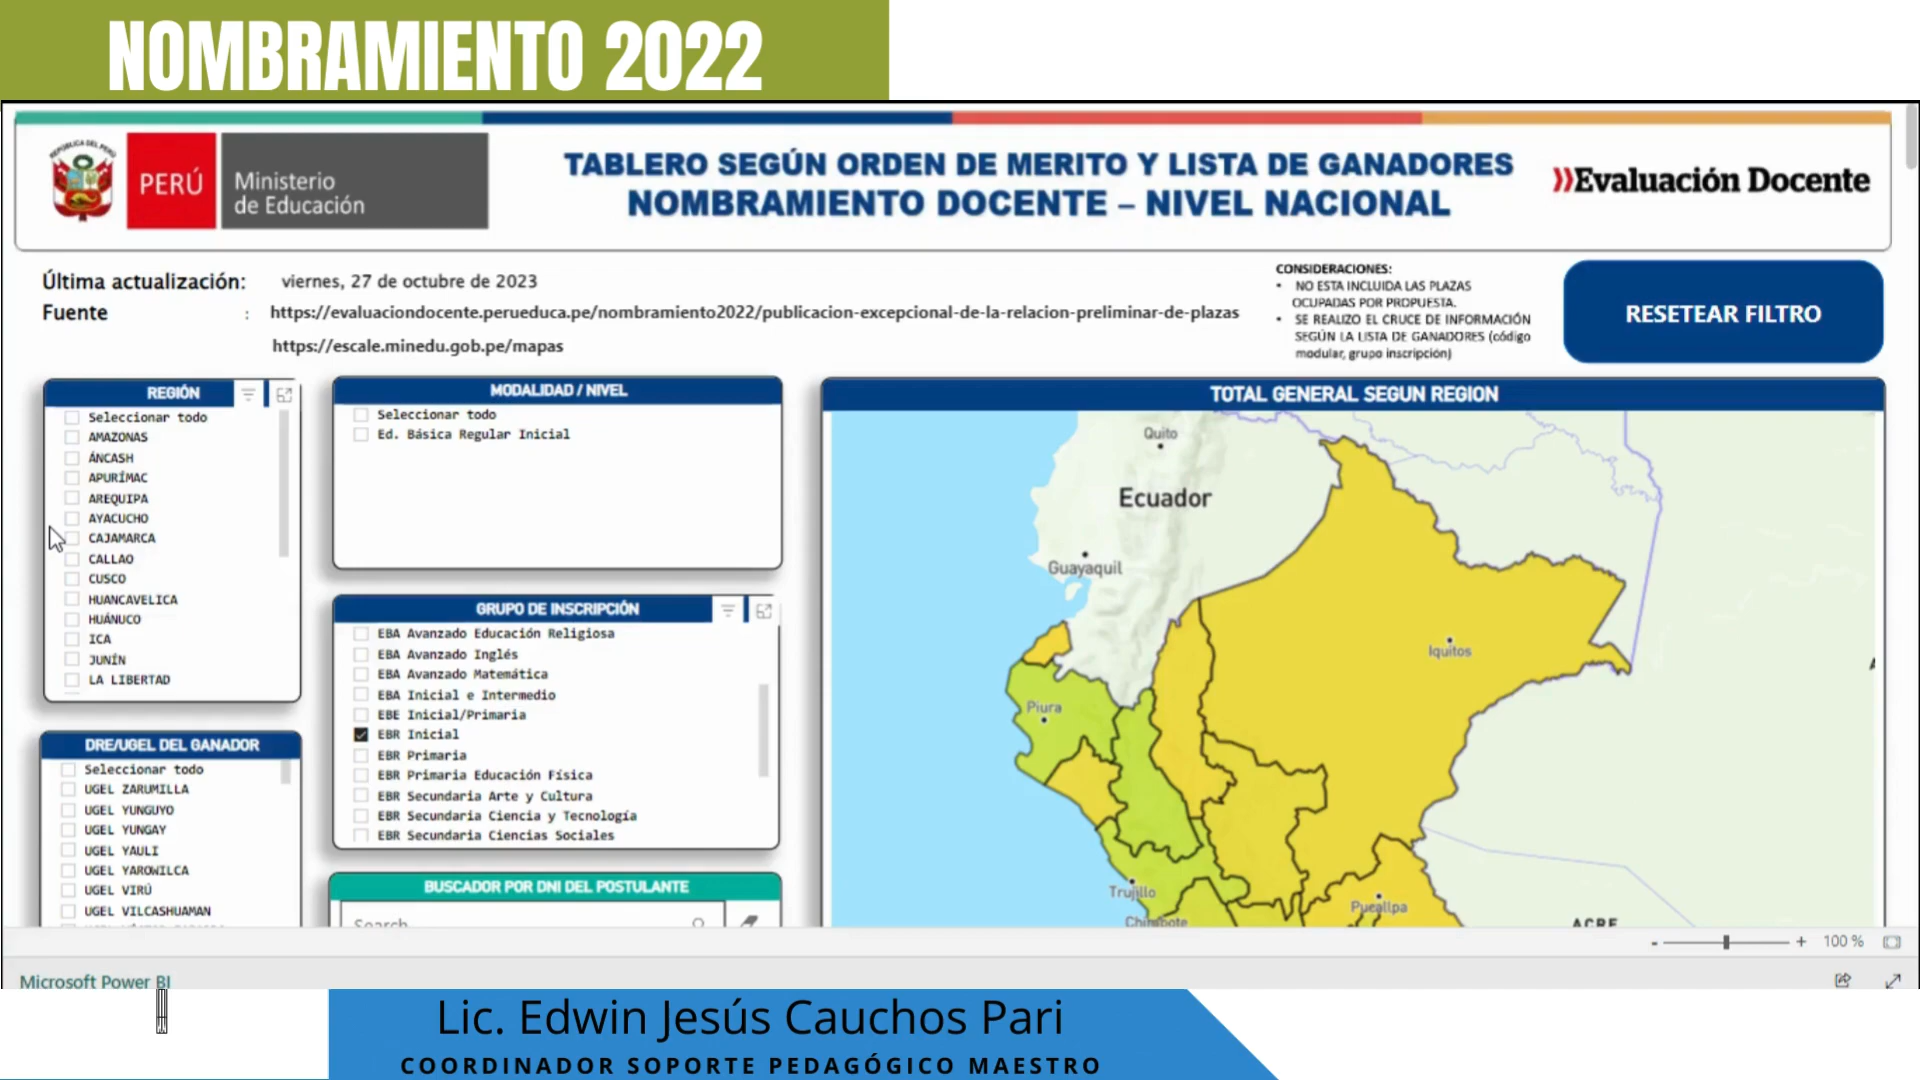 NOMBRAMIENTO 2022
REPÚBLICA DEL PERÚ
PERÚ
Ministerio
de Educación
TABLERO SEGÚN ORDEN DE MERITO Y LISTA DE GANADORES
NOMBRAMIENTO DOCENTE – NIVEL NACIONAL
Evaluación Docente
Última actualización: viernes, 27 de octubre de 2023
Fuente : https://evaluaciondocente.perueduca.pe/nombramiento2022/publicacion-excepcional-de-la-relacion-preliminar-de-plazas
https://escale.minedu.gob.pe/mapas
CONSIDERACIONES:
• NO ESTA INCLUIDA LAS PLAZAS
OCUPADAS POR PROPUESTA.
• SE REALIZO EL CRUCE DE INFORMACIÓN
SEGÚN LA LISTA DE GANADORES (código
modular, grupo inscripción)
RESETEAR FILTRO
REGIÓN
Seleccionar todo
AMAZONAS
ÁNCASH
APURÍMAC
AREQUIPA
AYACUCHO
CAJAMARCA
CALLAO
CUSCO
HUANCAVELICA
HUÁNUCO
ICA
JUNÍN
LA LIBERTAD
DRE/UGEL DEL GANADOR
Seleccionar todo
UGEL ZARUMILLA
UGEL YUNGUYO
UGEL YUNGAY
UGEL YAULI
UGEL YAROWILCA
UGEL VIRÚ
UGEL VILCASHUAMAN
MODALIDAD / NIVEL
Seleccionar todo
Ed. Básica Regular Inicial
GRUPO DE INSCRIPCIÓN
EBA Avanzado Educación Religiosa
EBA Avanzado Inglés
EBA Avanzado Matemática
EBA Inicial e Intermedio
EBE Inicial/Primaria
EBR Inicial
EBR Primaria
EBR Primaria Educación Física
EBR Secundaria Arte y Cultura
EBR Secundaria Ciencia y Tecnología
EBR Secundaria Ciencias Sociales
BUSCADOR POR DNI DEL POSTULANTE
Search
TOTAL GENERAL SEGUN REGION
Quito
Ecuador
Guayaquil
Iquitos
Piura
Trujillo
Chimbote
Pucallpa
ACRE
A
- + 100 %
Microsoft Power BI
Lic. Edwin Jesús Cauchos Pari
COORDINADOR SOPORTE PEDAGÓGICO MAESTRO